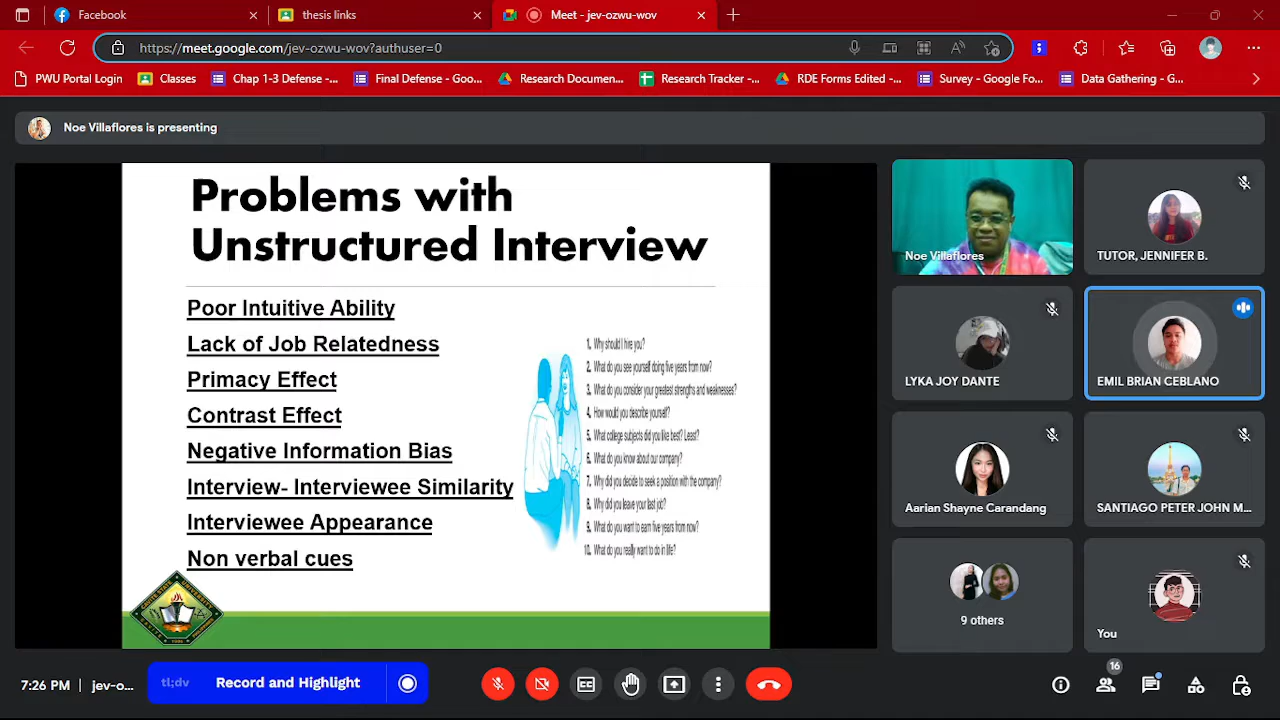 Facebook
thesis links
Meet - jev-ozwu-wov
https://meet.google.com/jev-ozwu-wov?authuser=0
PWU Portal Login
Classes
Chap 1-3 Defense -...
Final Defense - Goo...
Research Documen...
Research Tracker -...
RDE Forms Edited -...
Survey - Google Fo...
Data Gathering - G...
Noe Villaflores is presenting
Problems with
Unstructured Interview
Poor Intuitive Ability
Lack of Job Relatedness
Primacy Effect
Contrast Effect
Negative Information Bias
Interview- Interviewee Similarity
Interviewee Appearance
Non verbal cues
1. Why should I hire you?
2. What do you see yourself doing five years from now?
3. What do you consider your greatest strengths and weaknesses?
4. How would you describe yourself?
5. What college subjects did you like best? Least?
6. What do you know about our company?
7. Why did you decide to seek a position with the company?
8. Why did you leave your last job?
9. What do you want to earn five years from now?
10. What do you really want to do in life?
Noe Villaflores
TUTOR, JENNIFER B.
LYKA JOY DANTE
EMIL BRIAN CEBLANO
Aarian Shayne Carandang
SANTIAGO PETER JOHN M...
9 others
You
7:26 PM | jev-o...
tl;dv
Record and Highlight
16